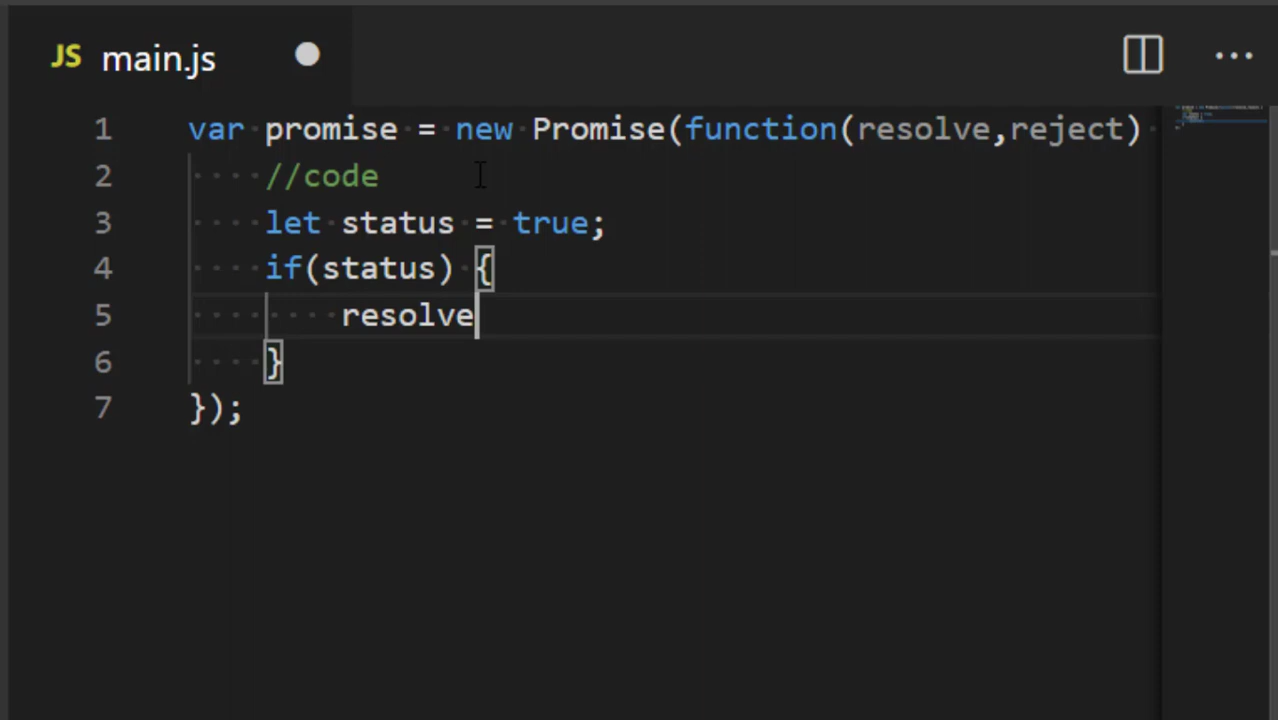 JS main.js
1 var promise = new Promise(function(resolve,reject)
2 //code
3 let status = true;
4 if(status) {
5 resolve
6 }
7 });